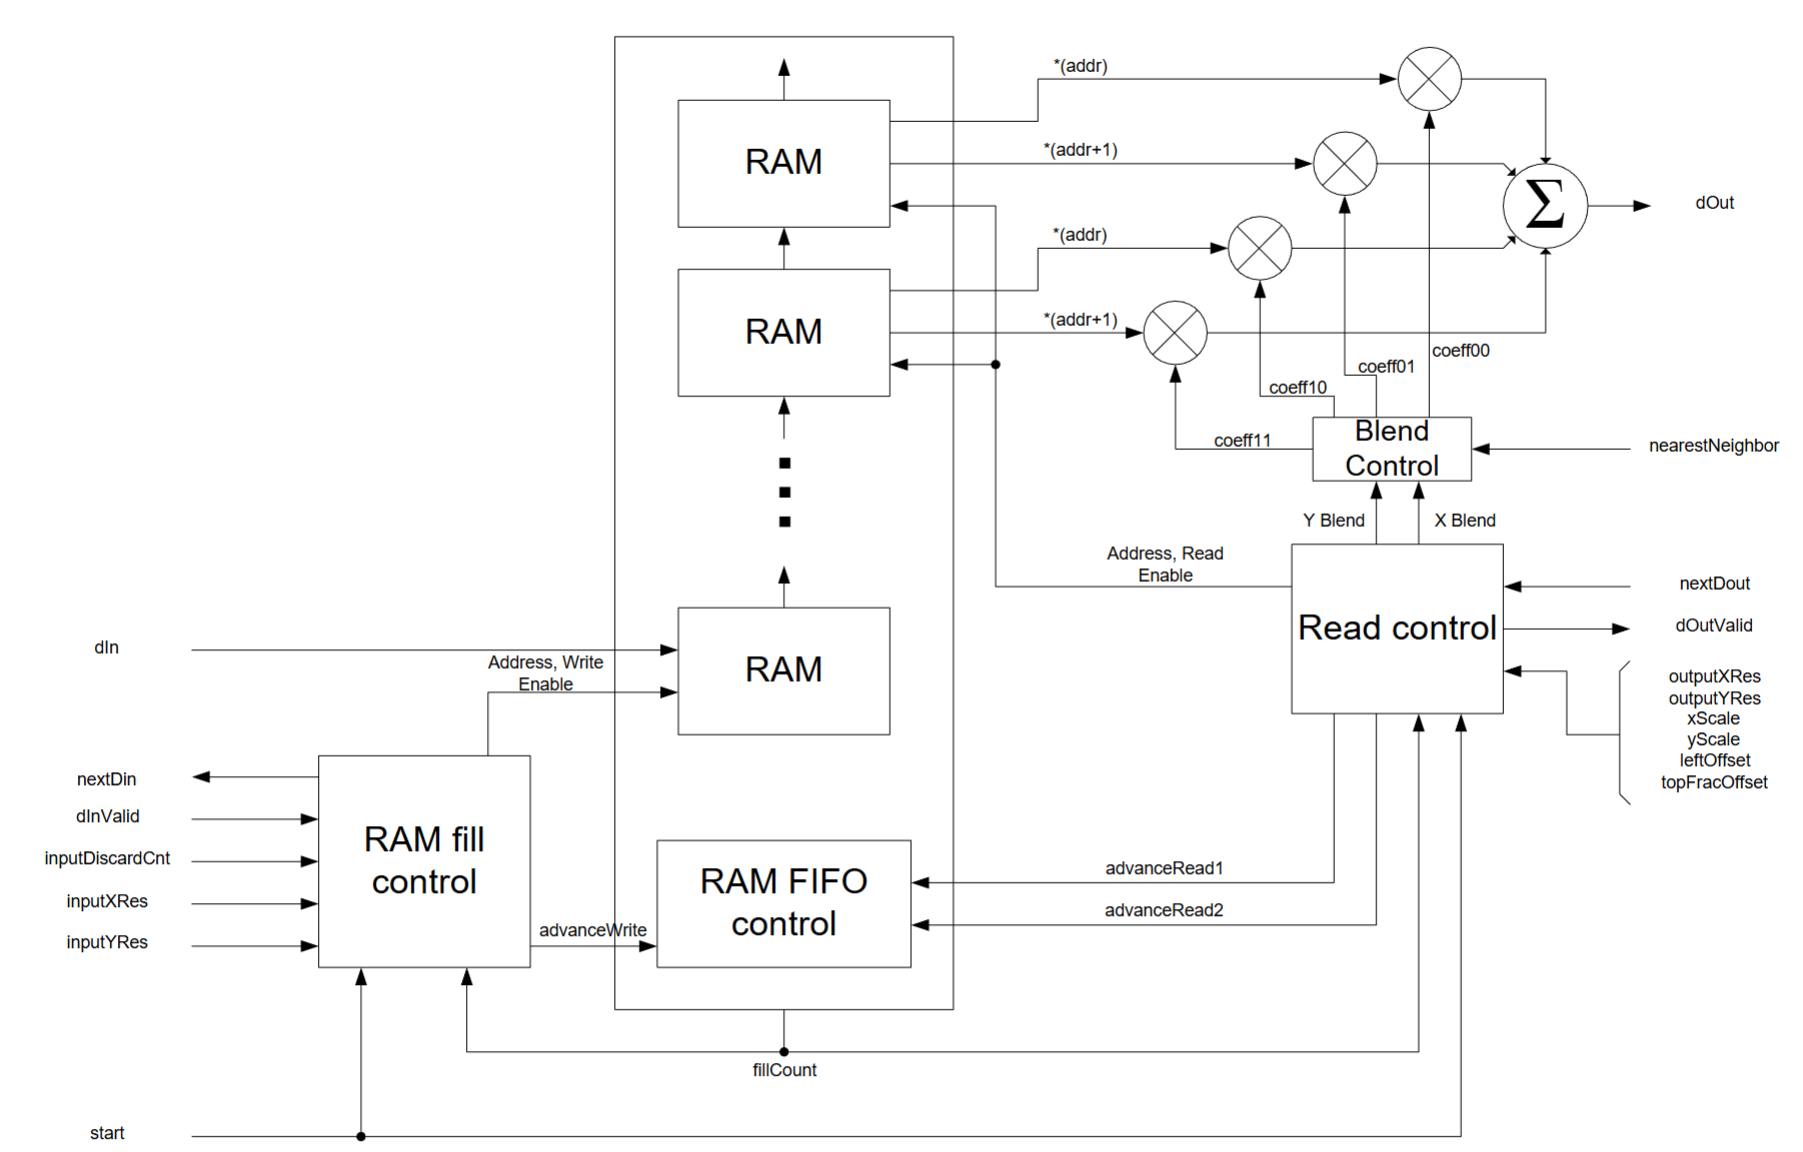 *(addr)
RAM
*(addr+1)
Σ
dOut
*(addr)
RAM
*(addr+1)
coeff00
coeff01
coeff10
coeff11
Blend
Control
nearestNeighbor
Y Blend
X Blend
Address, Read
Enable
nextDout
Read control
dOutValid
dIn
Address, Write
Enable
RAM
outputXRes
outputYRes
xScale
yScale
leftOffset
topFracOffset
nextDin
dInValid
inputDiscardCnt
inputXRes
inputYRes
RAM fill
control
advanceWrite
RAM FIFO
control
advanceRead1
advanceRead2
fillCount
start